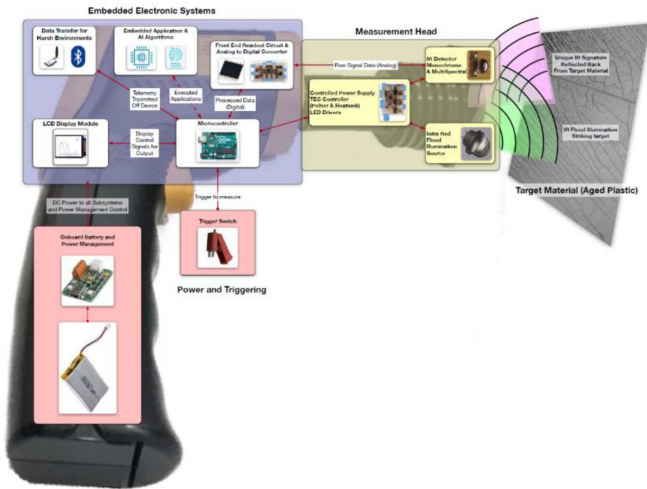 Embedded Electronic Systems
Data Transfer for
Harsh Environments
Embedded Application &
AI Algorithms
Front End Readout Circuit &
Analog to Digital Converter
Measurement Head
Raw Signal Data (Analog)
IR Detector
Monochrome
& MultiSpectral
Unique IR Signature
Reflected Back
From Target Material
Telemetry
Transmitted
Off Device
Executed
Applications
Processed Data
(Digital)
Controlled Power Supply
TEC Controller
(Peltier & Heatsink)
LED Drivers
LCD Display Module
Display
Control
Signals for
Output
Microcontroller
Infra Red
Flood
Illumination
Source
IR Flood Illumination
Striking target
Target Material (Aged Plastic)
DC Power to all Subsystems
and Power Management Control
Trigger to measure
Trigger Switch
Onboard Battery and
Power Management
Power and Triggering